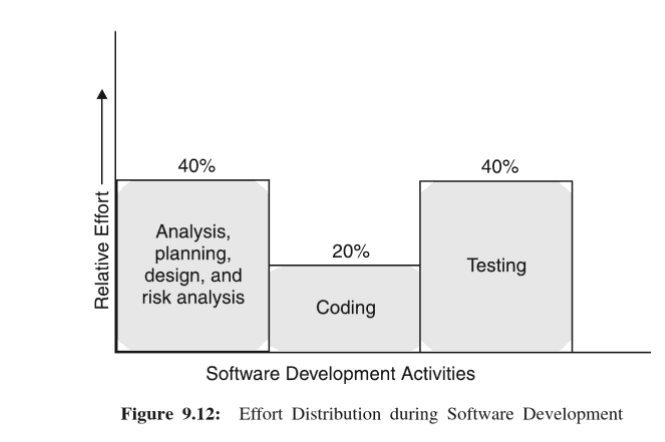 40%
40%
Analysis,
planning,
design, and
risk analysis
20%
Coding
Testing
Relative Effort
Software Development Activities
Figure 9.12: Effort Distribution during Software Development